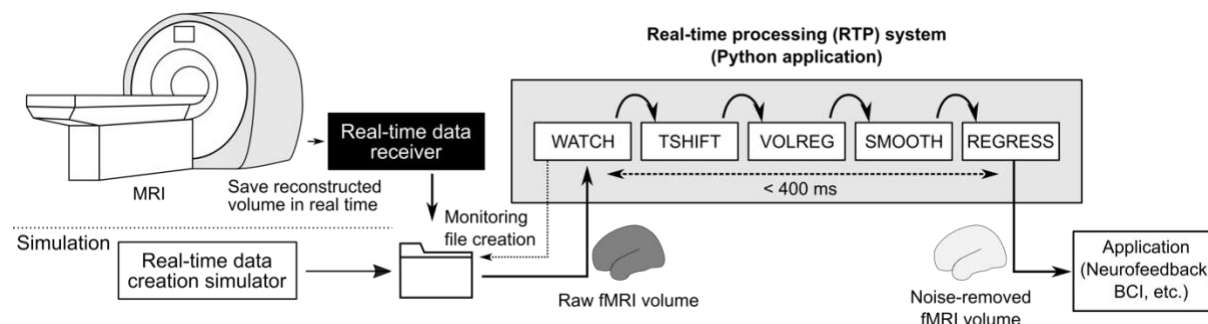 Real-time processing (RTP) system
(Python application)
Real-time data
receiver
WATCH
TSHIFT
VOLREG
SMOOTH
REGRESS
< 400 ms
MRI
Save reconstructed
volume in real time
Monitoring
file creation
Simulation
Real-time data
creation simulator
Raw fMRI volume
Noise-removed
fMRI volume
Application
(Neurofeedback,
BCI, etc.)